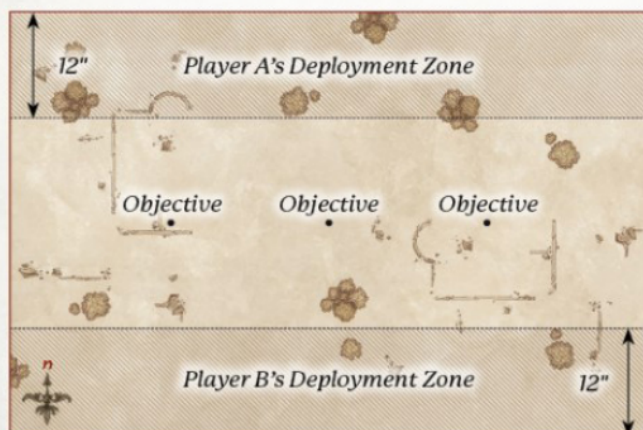 12"
Player A's Deployment Zone
Objective
Objective
Objective
Player B's Deployment Zone
12"
n